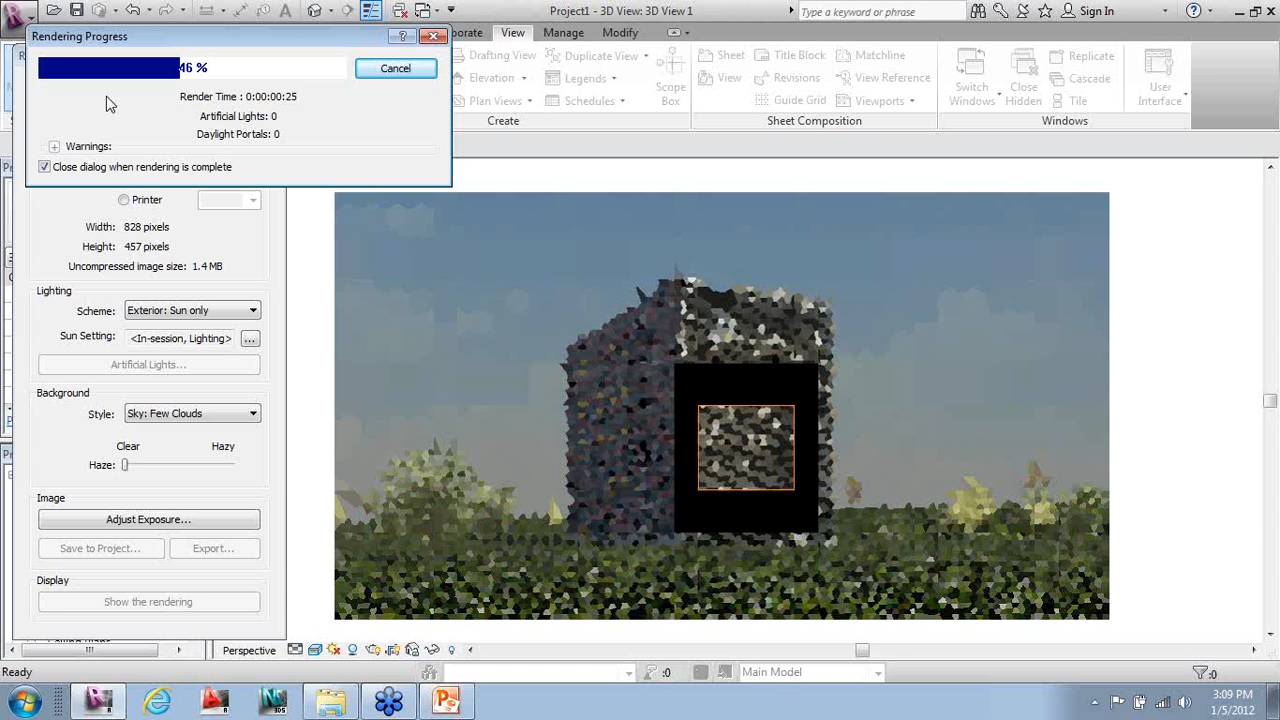 Project1 - 3D View: 3D View 1
Type a keyword or phrase
Sign In
Rendering Progress
46 %
Cancel
Render Time : 0:00:00:25
Artificial Lights: 0
Daylight Portals: 0
Warnings:
Close dialog when rendering is complete
View
Manage
Modify
Drafting View
Duplicate View
Elevation
Legends
Plan Views
Schedules
Scope
Box
Create
Sheet
Title Block
Matchline
View
Revisions
View Reference
Guide Grid
Viewports
Sheet Composition
Switch
Windows
Close
Hidden
Replicate
Cascade
Tile
Windows
User
Interface
Printer
Width: 828 pixels
Height: 457 pixels
Uncompressed image size: 1.4 MB
Lighting
Scheme: Exterior: Sun only
Sun Setting: <In-session, Lighting> ...
Artificial Lights...
Background
Style: Sky: Few Clouds
Clear Hazy
Haze:
Image
Adjust Exposure...
Save to Project... Export...
Display
Show the rendering
Perspective
Ready
:0
Main Model
:0
3:09 PM
1/5/2012